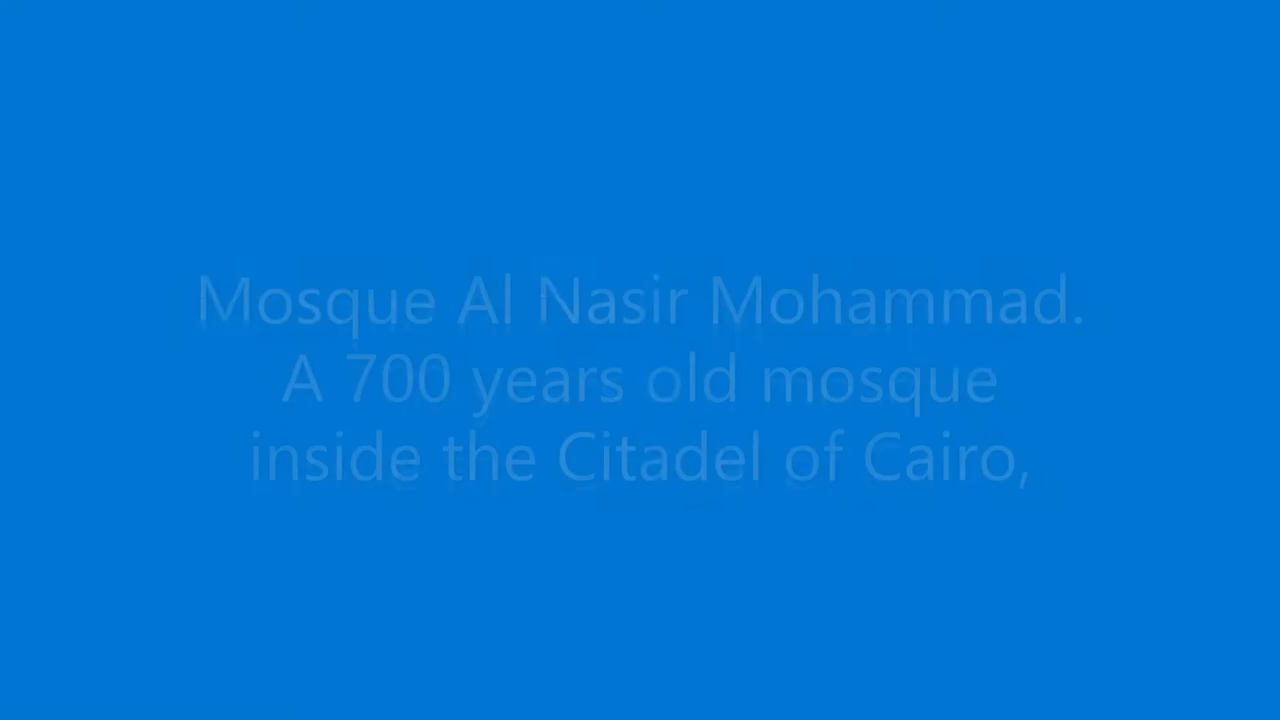 Mosque Al Nasir Mohammad.
A 700 years old mosque
inside the Citadel of Cairo,